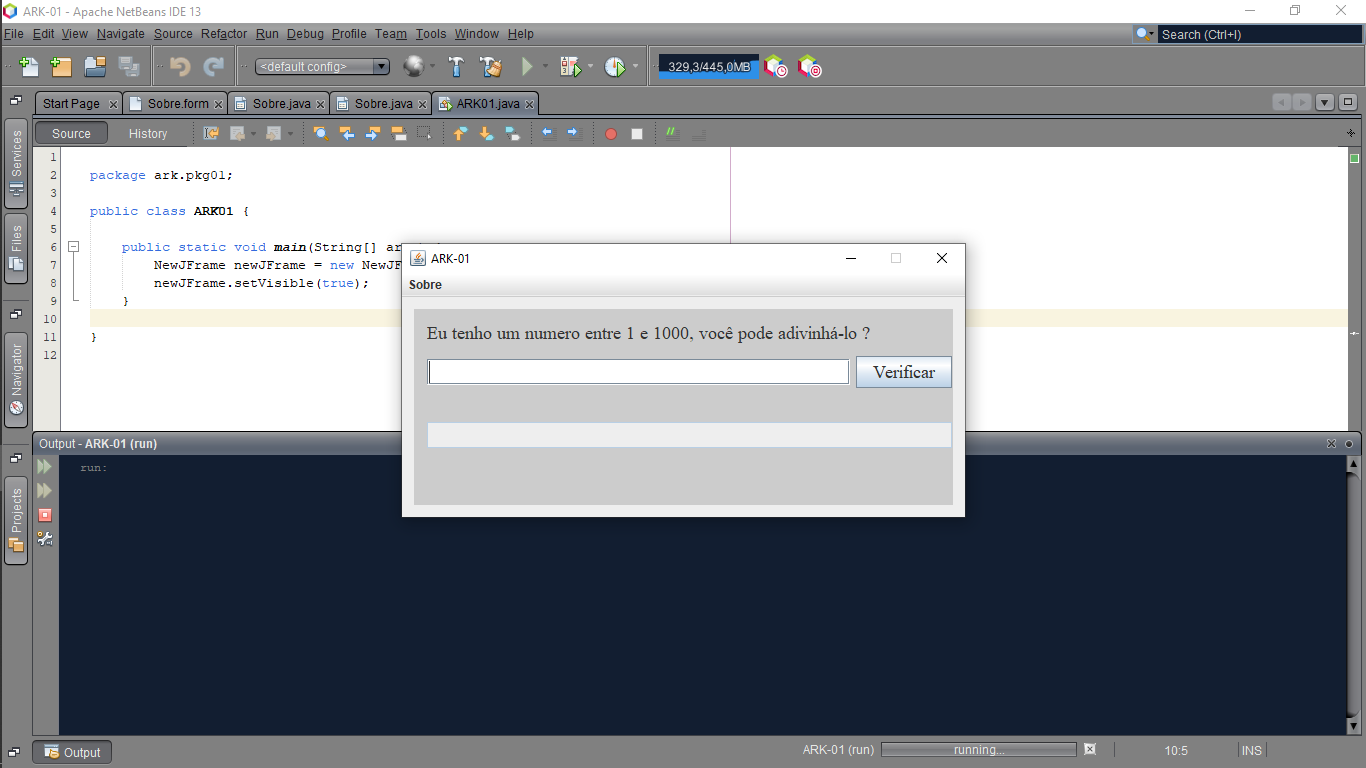 ARK-01 - Apache NetBeans IDE 13
File Edit View Navigate Source Refactor Run Debug Profile Team Tools Window Help
Search (Ctrl+I)
<default config>
329,3/445,0MB
Start Page Sobre.form Sobre.java Sobre.java ARK01.java
Source History
Services
Files
Navigator
Projects
1
2 package ark.pkg01;
3
4 public class ARK01 {
5
6 public static void main(String[]
7 NewJFrame newJFrame = new NewJF
8 newJFrame.setVisible(true);
9 }
10
11 }
12
ARK-01
Sobre
Eu tenho um numero entre 1 e 1000, você pode adivinhá-lo ?
Verificar
Output - ARK-01 (run)
run:
Output
ARK-01 (run) running... 10:5 INS